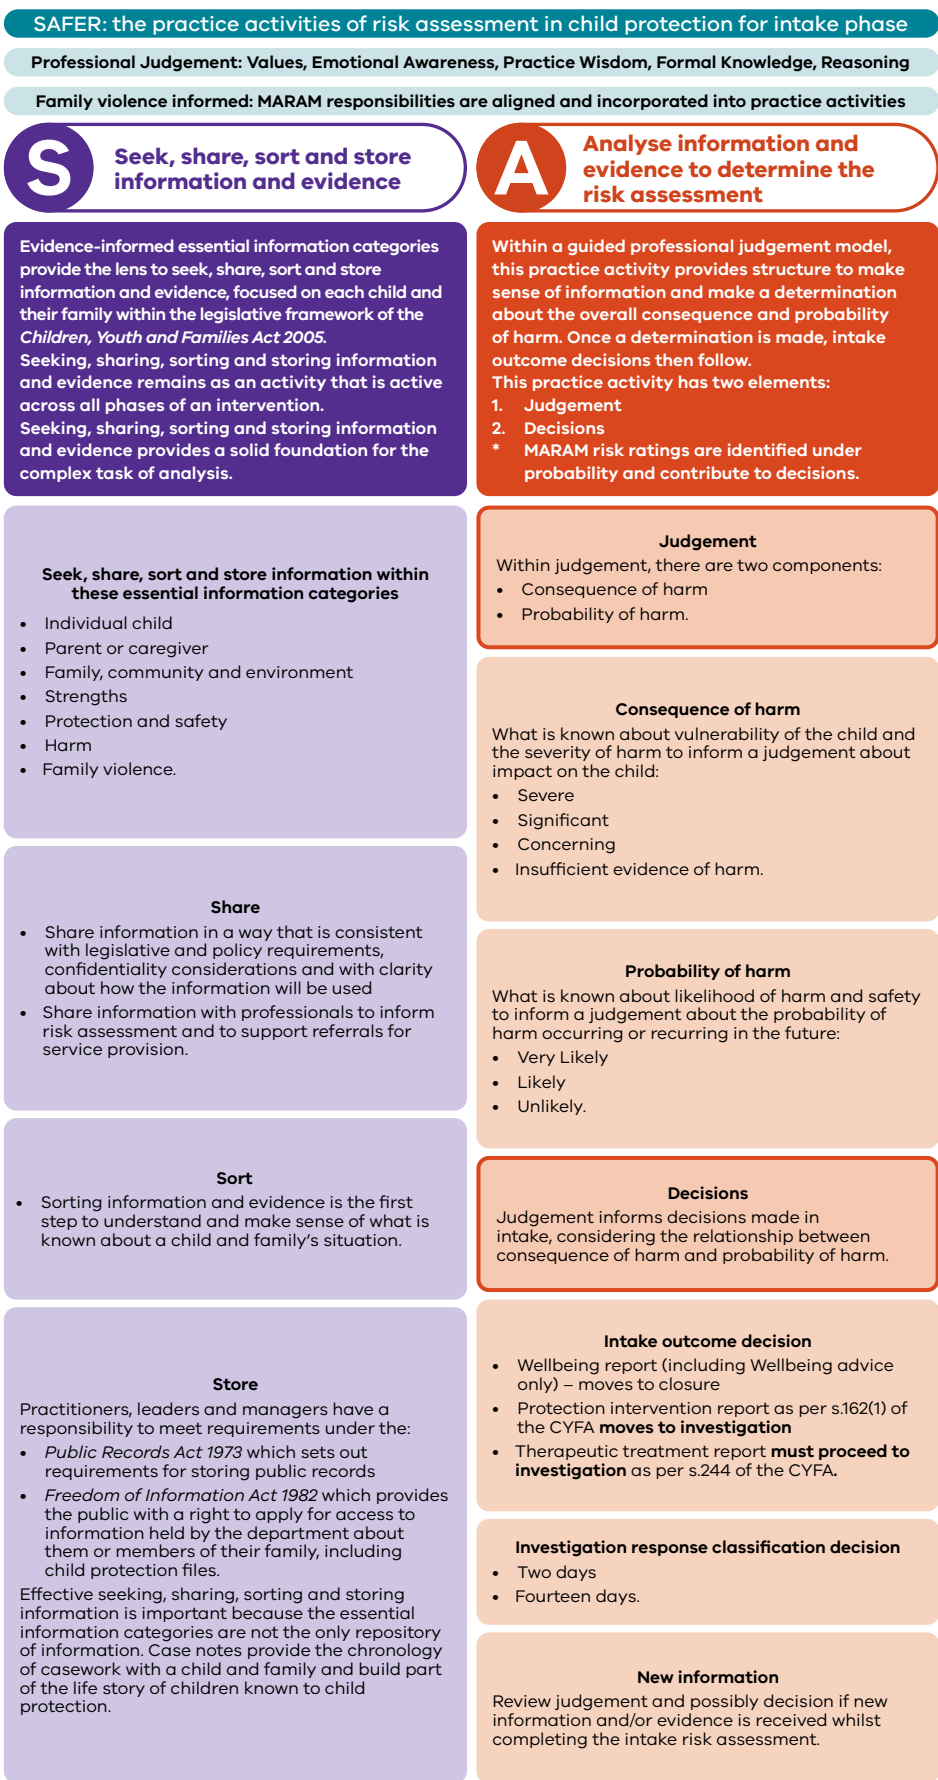 SAFER: the practice activities of risk assessment in child protection for intake phase
Professional Judgement: Values, Emotional Awareness, Practice Wisdom, Formal Knowledge, Reasoning
Family violence informed: MARAM responsibilities are aligned and incorporated into practice activities
S
Seek, share, sort and store
information and evidence
Evidence-informed essential information categories
provide the lens to seek, share, sort and store
information and evidence, focused on each child and
their family within the legislative framework of the
Children, Youth and Families Act 2005.
Seeking, sharing, sorting and storing information
and evidence remains as an activity that is active
across all phases of an intervention.
Seeking, sharing, sorting and storing information
and evidence provides a solid foundation for the
complex task of analysis.
Seek, share, sort and store information within
these essential information categories
• Individual child
• Parent or caregiver
• Family, community and environment
• Strengths
• Protection and safety
• Harm
• Family violence.
Share
• Share information in a way that is consistent
with legislative and policy requirements,
confidentiality considerations and with clarity
about how the information will be used
• Share information with professionals to inform
risk assessment and to support referrals for
service provision.
Sort
• Sorting information and evidence is the first
step to understand and make sense of what is
known about a child and family's situation.
Store
Practitioners, leaders and managers have a
responsibility to meet requirements under the:
• Public Records Act 1973 which sets out
requirements for storing public records
• Freedom of Information Act 1982 which provides
the public with a right to apply for access to
information held by the department about
them or members of their family, including
child protection files.
Effective seeking, sharing, sorting and storing
information is important because the essential
information categories are not the only repository
of information. Case notes provide the chronology
of casework with a child and family and build part
of the life story of children known to child
protection.
A
Analyse information and
evidence to determine the
risk assessment
Within a guided professional judgement model,
this practice activity provides structure to make
sense of information and make a determination
about the overall consequence and probability
of harm. Once a determination is made, intake
outcome decisions then follow.
This practice activity has two elements:
1. Judgement
2. Decisions
* MARAM risk ratings are identified under
probability and contribute to decisions.
Judgement
Within judgement, there are two components:
• Consequence of harm
• Probability of harm.
Consequence of harm
What is known about vulnerability of the child and
the severity of harm to inform a judgement about
impact on the child:
• Severe
• Significant
• Concerning
• Insufficient evidence of harm.
Probability of harm
What is known about likelihood of harm and safety
to inform a judgement about the probability of
harm occurring or recurring in the future:
• Very Likely
• Likely
• Unlikely.
Decisions
Judgement informs decisions made in
intake, considering the relationship between
consequence of harm and probability of harm.
Intake outcome decision
• Wellbeing report (including Wellbeing advice
only) – moves to closure
• Protection intervention report as per s.162(1) of
the CYFA moves to investigation
• Therapeutic treatment report must proceed to
investigation as per s.244 of the CYFA.
Investigation response classification decision
• Two days
• Fourteen days.
New information
Review judgement and possibly decision if new
information and/or evidence is received whilst
completing the intake risk assessment.